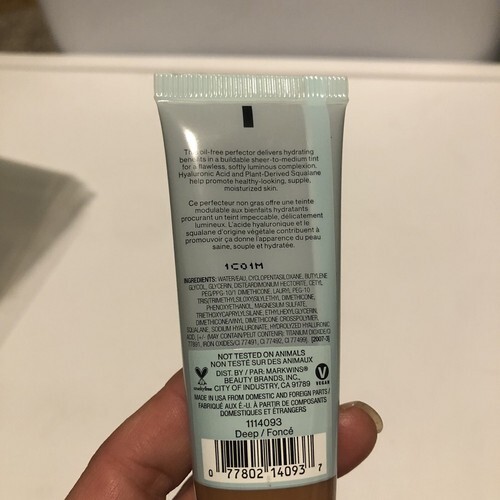 This oil-free perfector delivers hydrating
benefits in a buildable sheer-to-medium tint
for a flawless, softly luminous complexion.
Hyaluronic Acid and Plant-Derived Squalane
help promote healthy-looking, supple,
moisturized skin.
Ce perfecteur non gras offre une teinte
modulable aux bienfaits hydratants
procurant un teint impeccable, délicatement
lumineux. L'acide hyaluronique et le
squalane d'origine végétale contribuent à
promouvoir ça donne l'apparence du peau
saine, souple et hydratée.
1C01M
INGREDIENTS: WATER/EAU, CYCLOPENTASILOXANE, BUTYLENE
GLYCOL, GLYCERIN, DISTEARDIMONIUM HECTORITE, CETYL
PEG/PPG-10/1 DIMETHICONE, LAURYL PEG-10
TRIS(TRIMETHYLSILOXY)SILYLETHYL DIMETHICONE,
PHENOXYETHANOL, MAGNESIUM SULFATE,
TRIETHOXYCAPRYLYLSILANE, ETHYLHEXYLGLYCERIN,
DIMETHICONE/VINYL DIMETHICONE CROSSPOLYMER,
SQUALANE, SODIUM HYALURONATE, HYDROLYZED HYALURONIC
ACID, [+/- (MAY CONTAIN/PEUT CONTENIR): TITANIUM DIOXIDE/CI
77891, IRON OXIDES/CI 77491, CI 77492, CI 77499]. [2007-3]
NOT TESTED ON ANIMALS
NON TESTÉ SUR DES ANIMAUX
DIST. BY / PAR: MARKWINS®
BEAUTY BRANDS, INC.,
CITY OF INDUSTRY, CA 91789
crueltyfree
VEGAN
MADE IN USA FROM DOMESTIC AND FOREIGN PARTS /
FABRIQUÉ AUX É.-U. À PARTIR DE COMPOSANTS
DOMESTIQUES ET ÉTRANGERS
1114093
Deep / Foncé
0 77802 14093 7